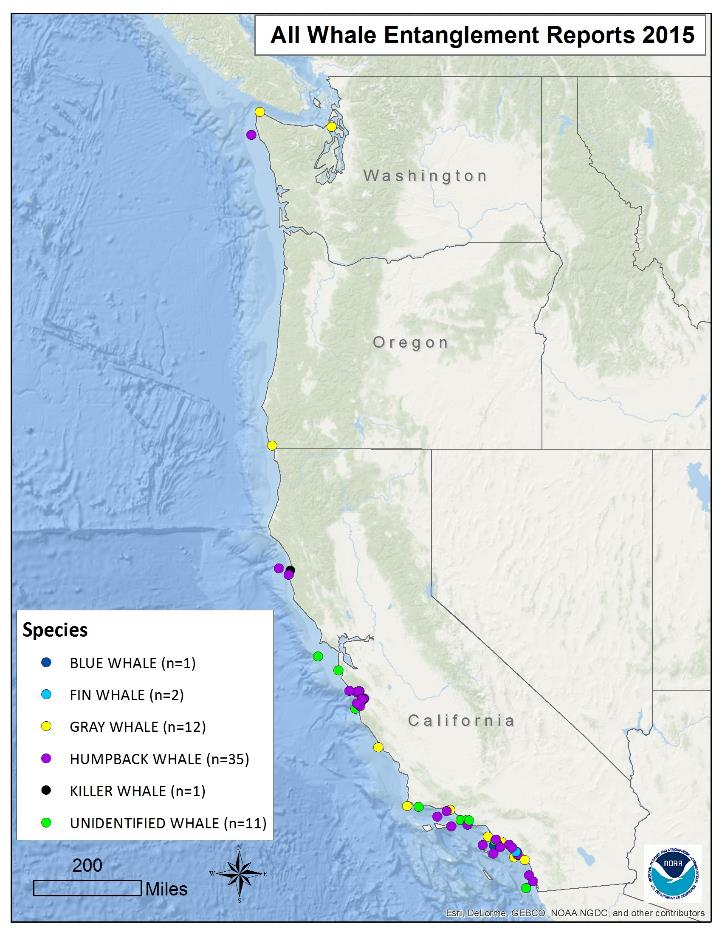 All Whale Entanglement Reports 2015
Washington
Oregon
California
Species
BLUE WHALE (n=1)
FIN WHALE (n=2)
GRAY WHALE (n=12)
HUMPBACK WHALE (n=35)
KILLER WHALE (n=1)
UNIDENTIFIED WHALE (n=11)
200
Miles
N
W
E
S
NOAA
Esri, DeLorme, GEBCO, NOAA NGDC, and other contributors